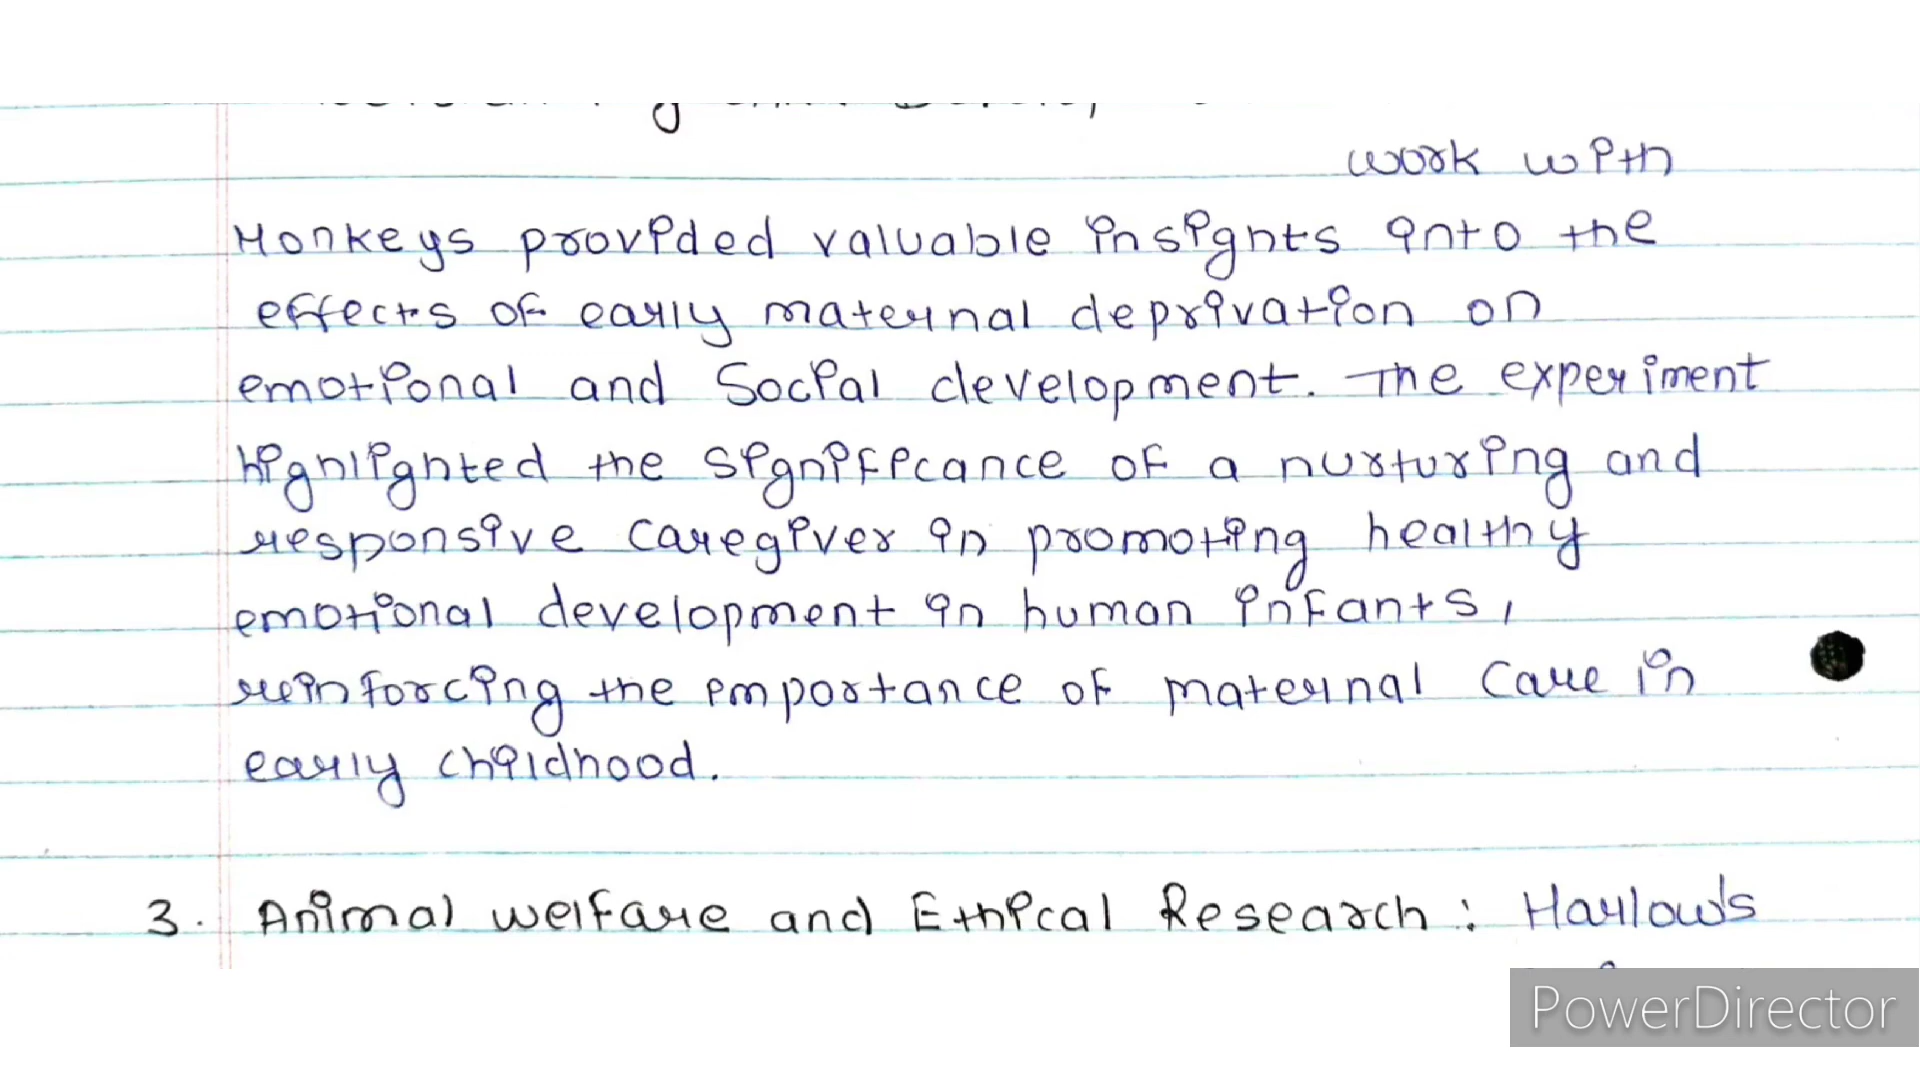 work with
Monkeys provided valuable insights into the
effects of early maternal deprivation on
emotional and Social development. The experiment
highlighted the significance of a nurturing and
responsive caregiver in promoting healthy
emotional development in human infants,
reinforcing the importance of maternal Care in
early childhood.
3. Animal welfare and Ethical Research: Harlow's
PowerDirector